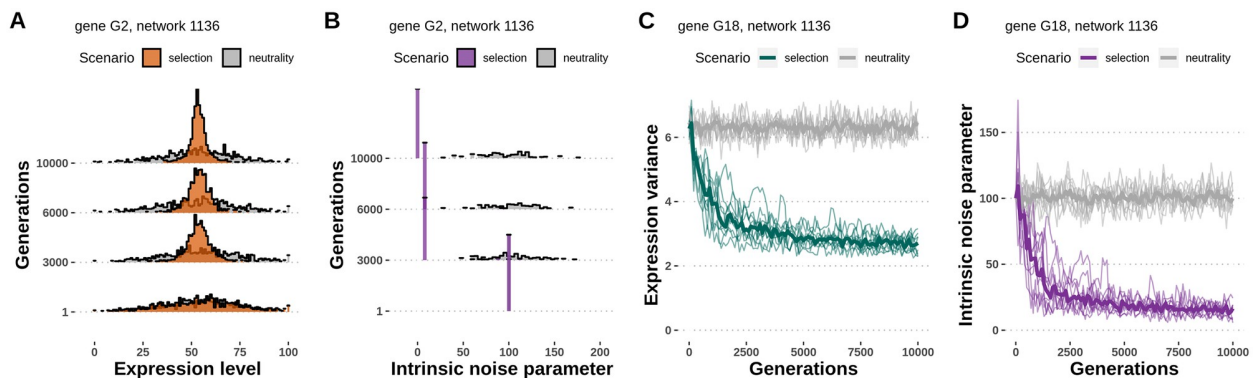 A
gene G2, network 1136
Scenario selection neutrality
Generations
10000
6000
3000
1
0 25 50 75 100
Expression level
B
gene G2, network 1136
Scenario selection neutrality
Generations
10000
6000
3000
1
0 50 100 150 200
Intrinsic noise parameter
C
gene G18, network 1136
Scenario selection neutrality
Expression variance
6
4
2
0
0 2500 5000 7500 10000
Generations
D
gene G18, network 1136
Scenario selection neutrality
Intrinsic noise parameter
150
100
50
0
0 2500 5000 7500 10000
Generations